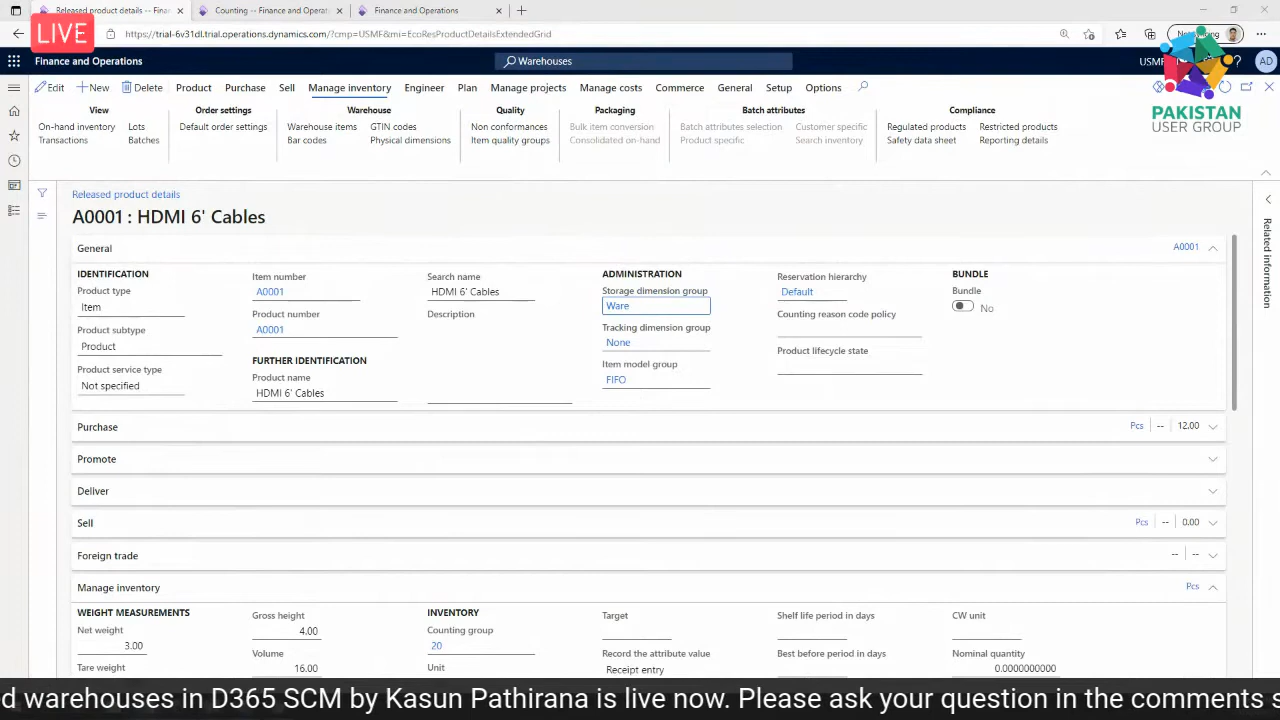 Released product details -- Finan
Counting -- Finance and Operat
Finance and Operations
LIVE
https://trial-6v31dl.trial.operations.dynamics.com/?cmp=USMF&mi=EcoResProductDetailsExtendedGrid
Finance and Operations
Warehouses
USMF
?
AD
Edit
New
Delete
Product
Purchase
Sell
Manage inventory
Engineer
Plan
Manage projects
Manage costs
Commerce
General
Setup
Options
PAKISTAN
USER GROUP
View
Order settings
Warehouse
Quality
Packaging
Batch attributes
Compliance
On-hand inventory
Lots
Default order settings
Warehouse items
GTIN codes
Non conformances
Bulk item conversion
Batch attributes selection
Customer specific
Regulated products
Restricted products
Transactions
Batches
Bar codes
Physical dimensions
Item quality groups
Consolidated on-hand
Product specific
Search inventory
Safety data sheet
Reporting details
Released product details
A0001 : HDMI 6' Cables
Related information
General
A0001
IDENTIFICATION
Product type
Item
Product subtype
Product
Product service type
Not specified
Item number
A0001
Product number
A0001
FURTHER IDENTIFICATION
Product name
HDMI 6' Cables
Search name
HDMI 6' Cables
Description
ADMINISTRATION
Storage dimension group
Ware
Tracking dimension group
None
Item model group
FIFO
Reservation hierarchy
Default
Counting reason code policy
Product lifecycle state
BUNDLE
Bundle
No
Purchase
Pcs -- 12.00
Promote
Deliver
Sell
Pcs -- 0.00
Foreign trade
-- --
Manage inventory
Pcs
WEIGHT MEASUREMENTS
Net weight
3.00
Tare weight
Gross height
4.00
Volume
16.00
INVENTORY
Counting group
20
Unit
Target
Record the attribute value
Receipt entry
Shelf life period in days
Best before period in days
CW unit
Nominal quantity
0.0000000000
d warehouses in D365 SCM by Kasun Pathirana is live now. Please ask your question in the comments s